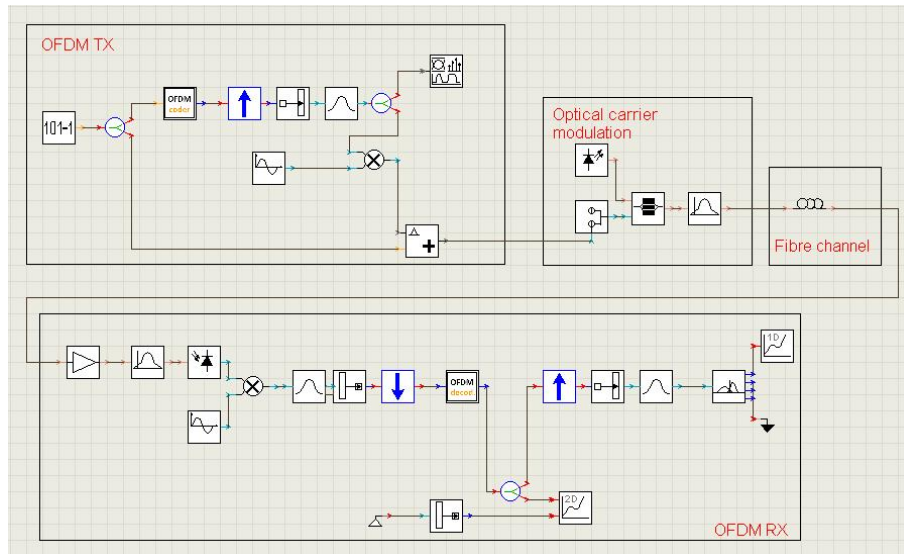 OFDM TX
OFDM
coder
101-1
Optical carrier
modulation
Fibre channel
1D
OFDM
decod.
2D
OFDM RX